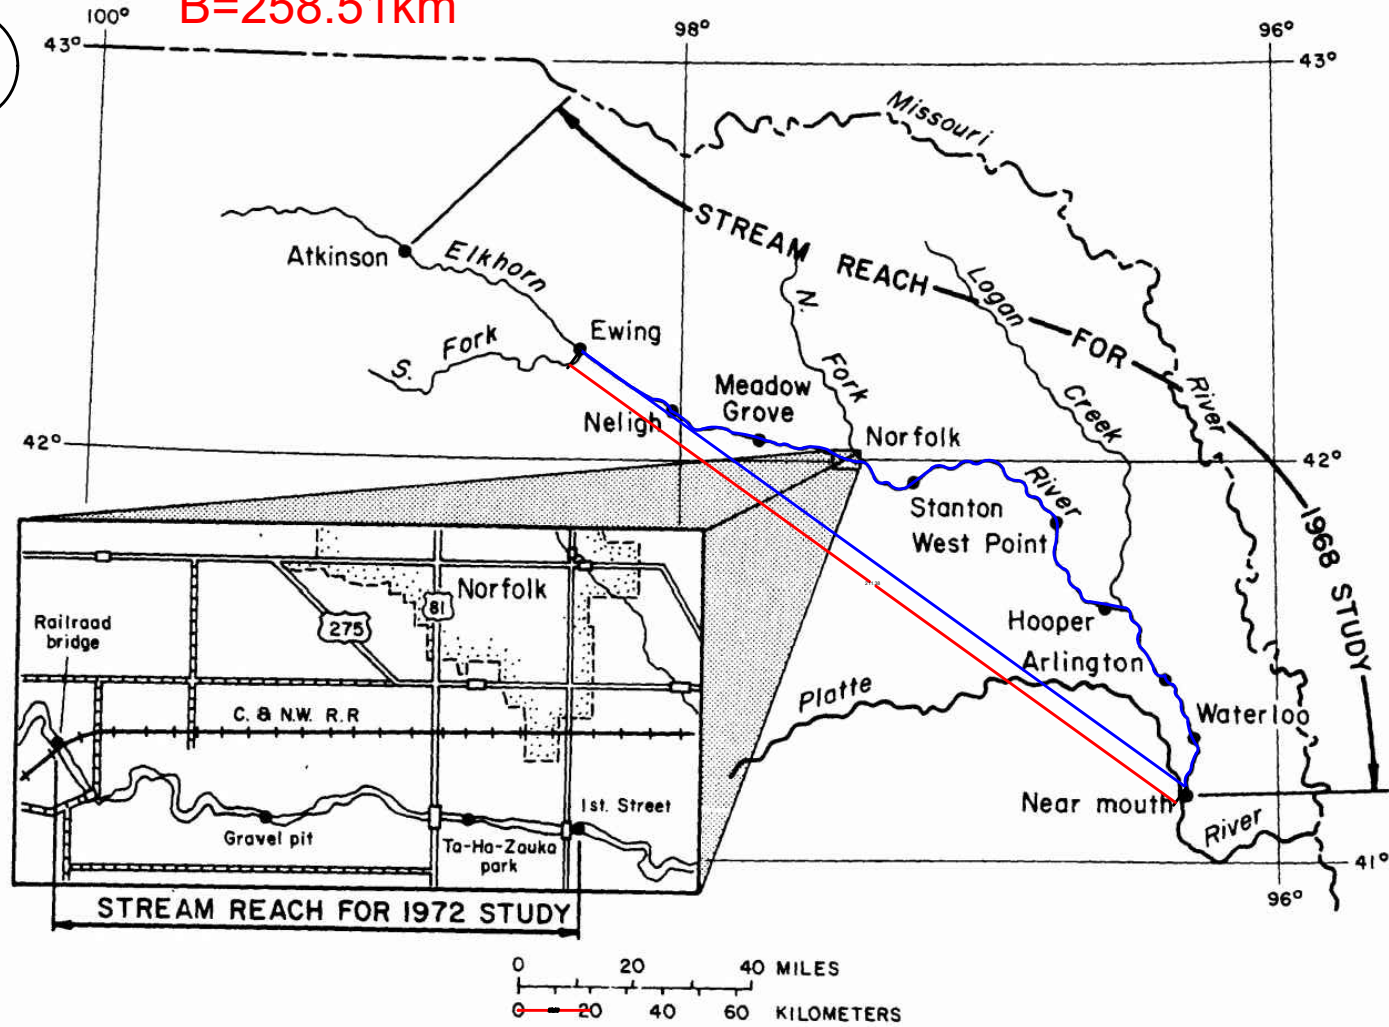 B=258.51km
100°
98°
96°
43°
43°
Missouri
STREAM REACH FOR 1968 STUDY
Atkinson
Elkhorn
Logan
N.
Ewing
S. Fork
Fork
River
Meadow
Grove
Creek
Neligh
42°
Norfolk
42°
River
Stanton
West Point
Norfolk
81
275
Railroad
bridge
Hooper
Arlington
Platte
C. & N.W. R.R
Waterloo
Near mouth
1st. Street
River
Gravel pit
Ta-Ha-Zauka
park
41°
96°
STREAM REACH FOR 1972 STUDY
0 20 40 MILES
0 20 40 60 KILOMETERS